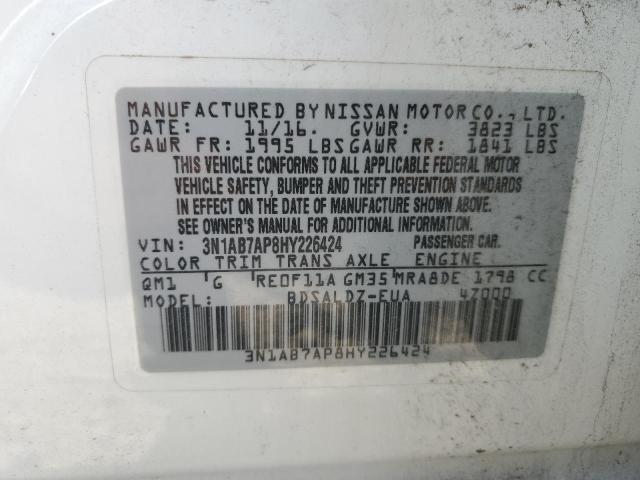 MANUFACTURED BY NISSAN MOTOR CO., LTD.
DATE: 11/16. GVWR: 3823 LBS
GAWR FR: 1995 LBS GAWR RR: 1841 LBS
THIS VEHICLE CONFORMS TO ALL APPLICABLE FEDERAL MOTOR
VEHICLE SAFETY, BUMPER AND THEFT PREVENTION STANDARDS
IN EFFECT ON THE DATE OF MANUFACTURE SHOWN ABOVE.
SEE OWNER'S MANUAL FOR ADDITIONAL INFORMATION.
VIN: 3N1AB7AP8HY226424 PASSENGER CAR.
COLOR TRIM TRANS AXLE ENGINE
QM1 G RE0F11A GM35 MRA8DE 1798 CC
MODEL: BDSALDZ-EUA 4Z000
3N1AB7AP8HY226424